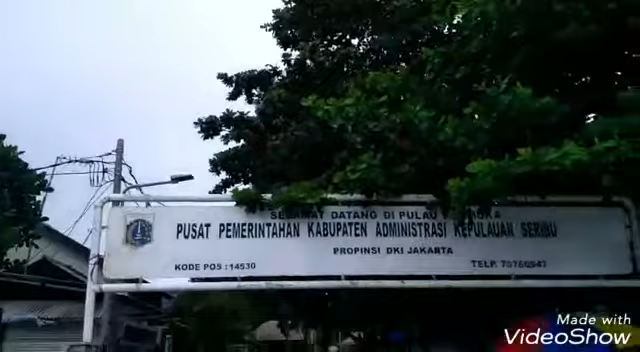 SELAMAT DATANG DI PULAU
PUSAT PEMERINTAHAN KABUPATEN ADMINISTRASI KEPULAUAN SERIBU
PROPINSI DKI JAKARTA
KODE POS : 14530
TELP.
Made with
VideoShow